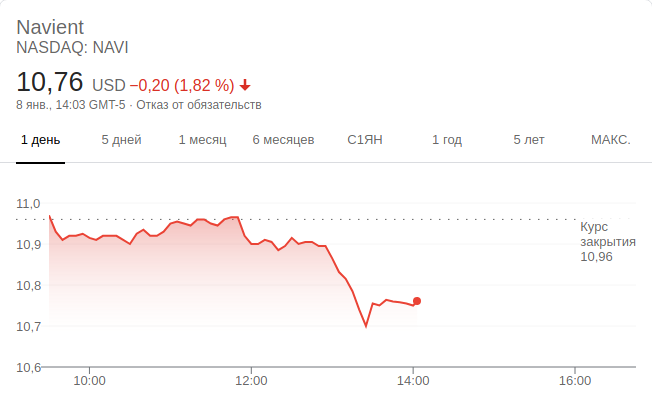 Navient
NASDAQ: NAVI
10,76 USD −0,20 (1,82 %)
8 янв., 14:03 GMT-5 · Отказ от обязательств
1 день 5 дней 1 месяц 6 месяцев С1ЯН 1 год 5 лет МАКС.
11,0
10,9
10,8
10,7
10,6
Курс
закрытия
10,96
10:00 12:00 14:00 16:00